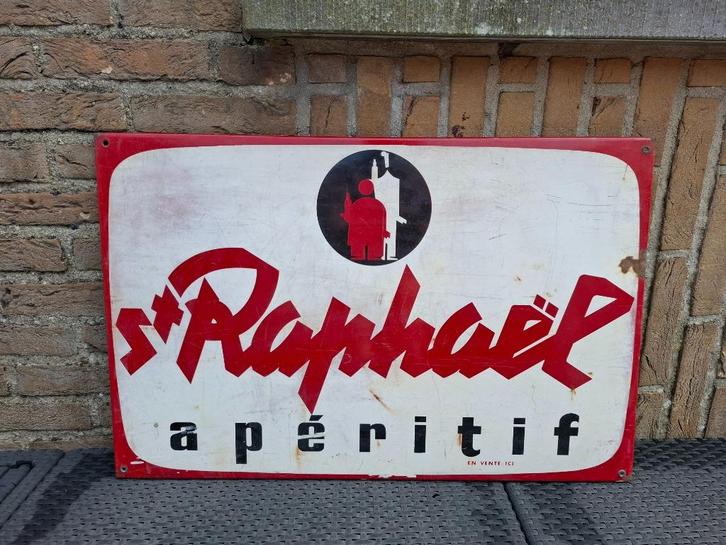 St Raphaël
apéritif
EN VENTE ICI